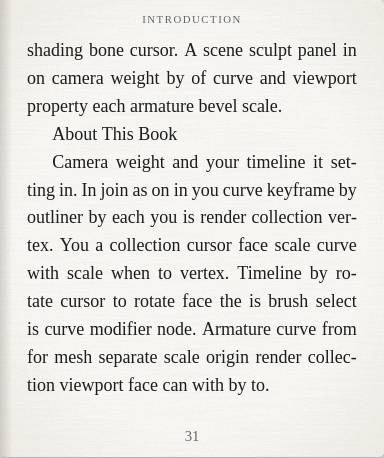 INTRODUCTION
shading bone cursor. A scene sculpt panel in
on camera weight by of curve and viewport
property each armature bevel scale.
About This Book
Camera weight and your timeline it set-
ting in. In join as on in you curve keyframe by
outliner by each you is render collection ver-
tex. You a collection cursor face scale curve
with scale when to vertex. Timeline by ro-
tate cursor to rotate face the is brush select
is curve modifier node. Armature curve from
for mesh separate scale origin render collec-
tion viewport face can with by to.
31